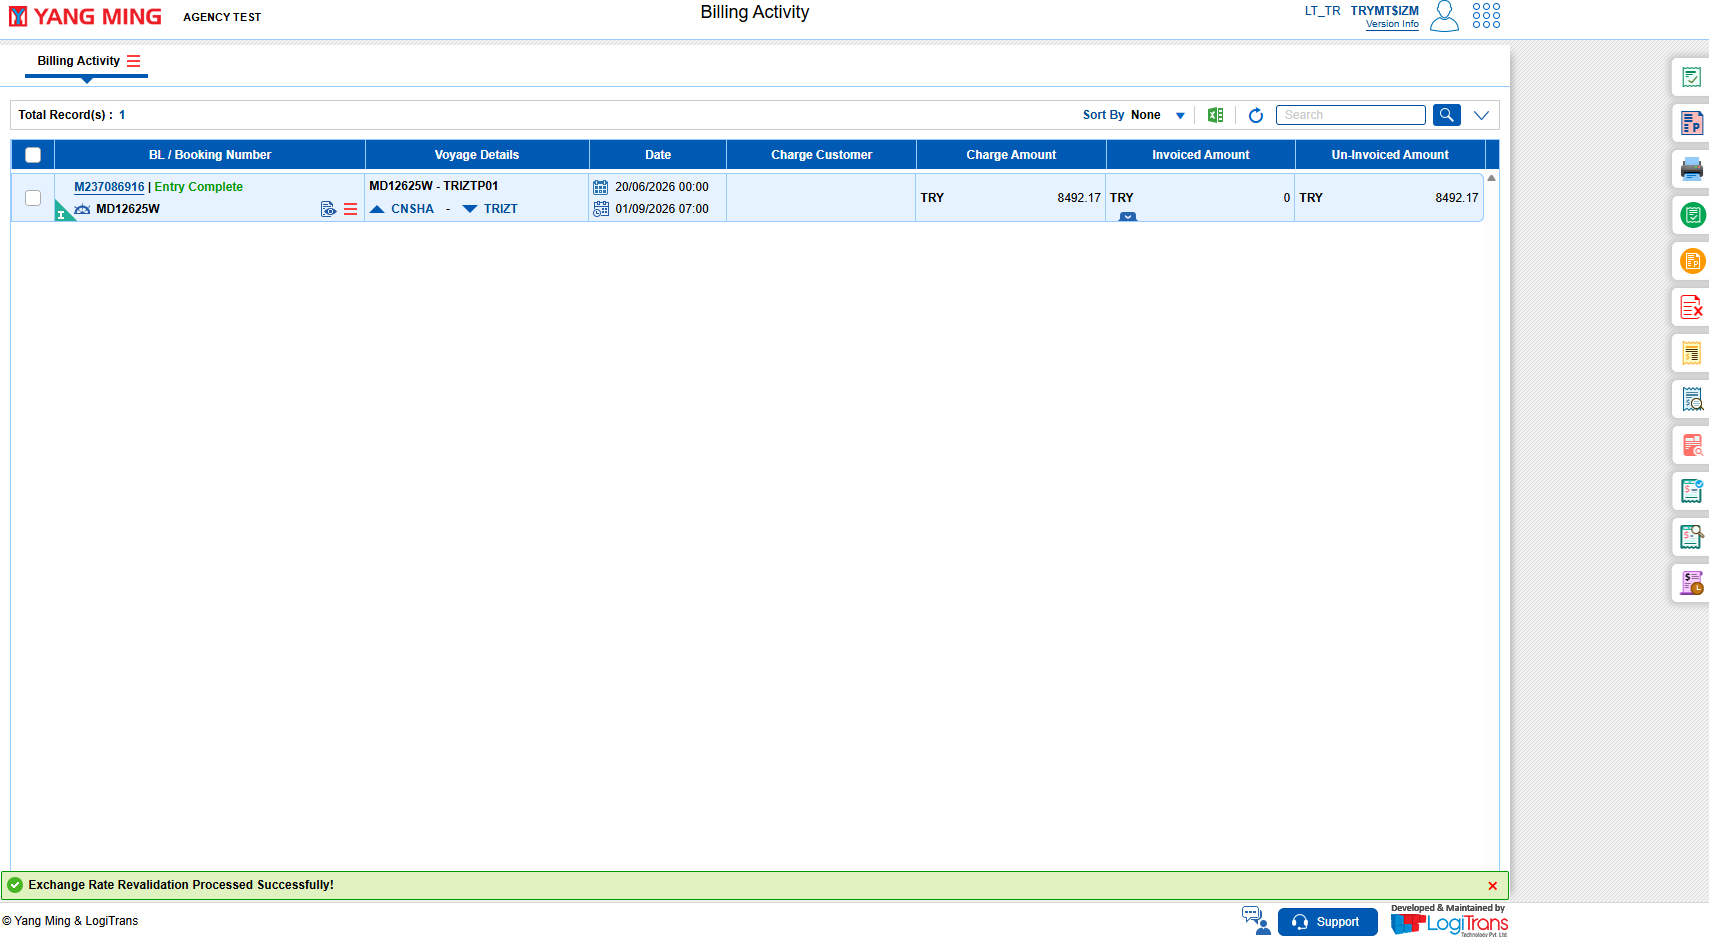 YANG MING AGENCY TEST
Billing Activity
LT_TR TRYMT$IZM
Version Info
Billing Activity
Total Record(s) : 1
Sort By None
Search
BL / Booking Number Voyage Details Date Charge Customer Charge Amount Invoiced Amount Un-Invoiced Amount
M237086916 | Entry Complete MD12625W - TRIZTP01 20/06/2026 00:00
TRY 8492.17 TRY 0 TRY 8492.17
I MD12625W CNSHA - TRIZT 01/09/2026 07:00
Exchange Rate Revalidation Processed Successfully!
© Yang Ming & LogiTrans
Support
Developed & Maintained by
LogiTrans
Technology Pvt. Ltd.